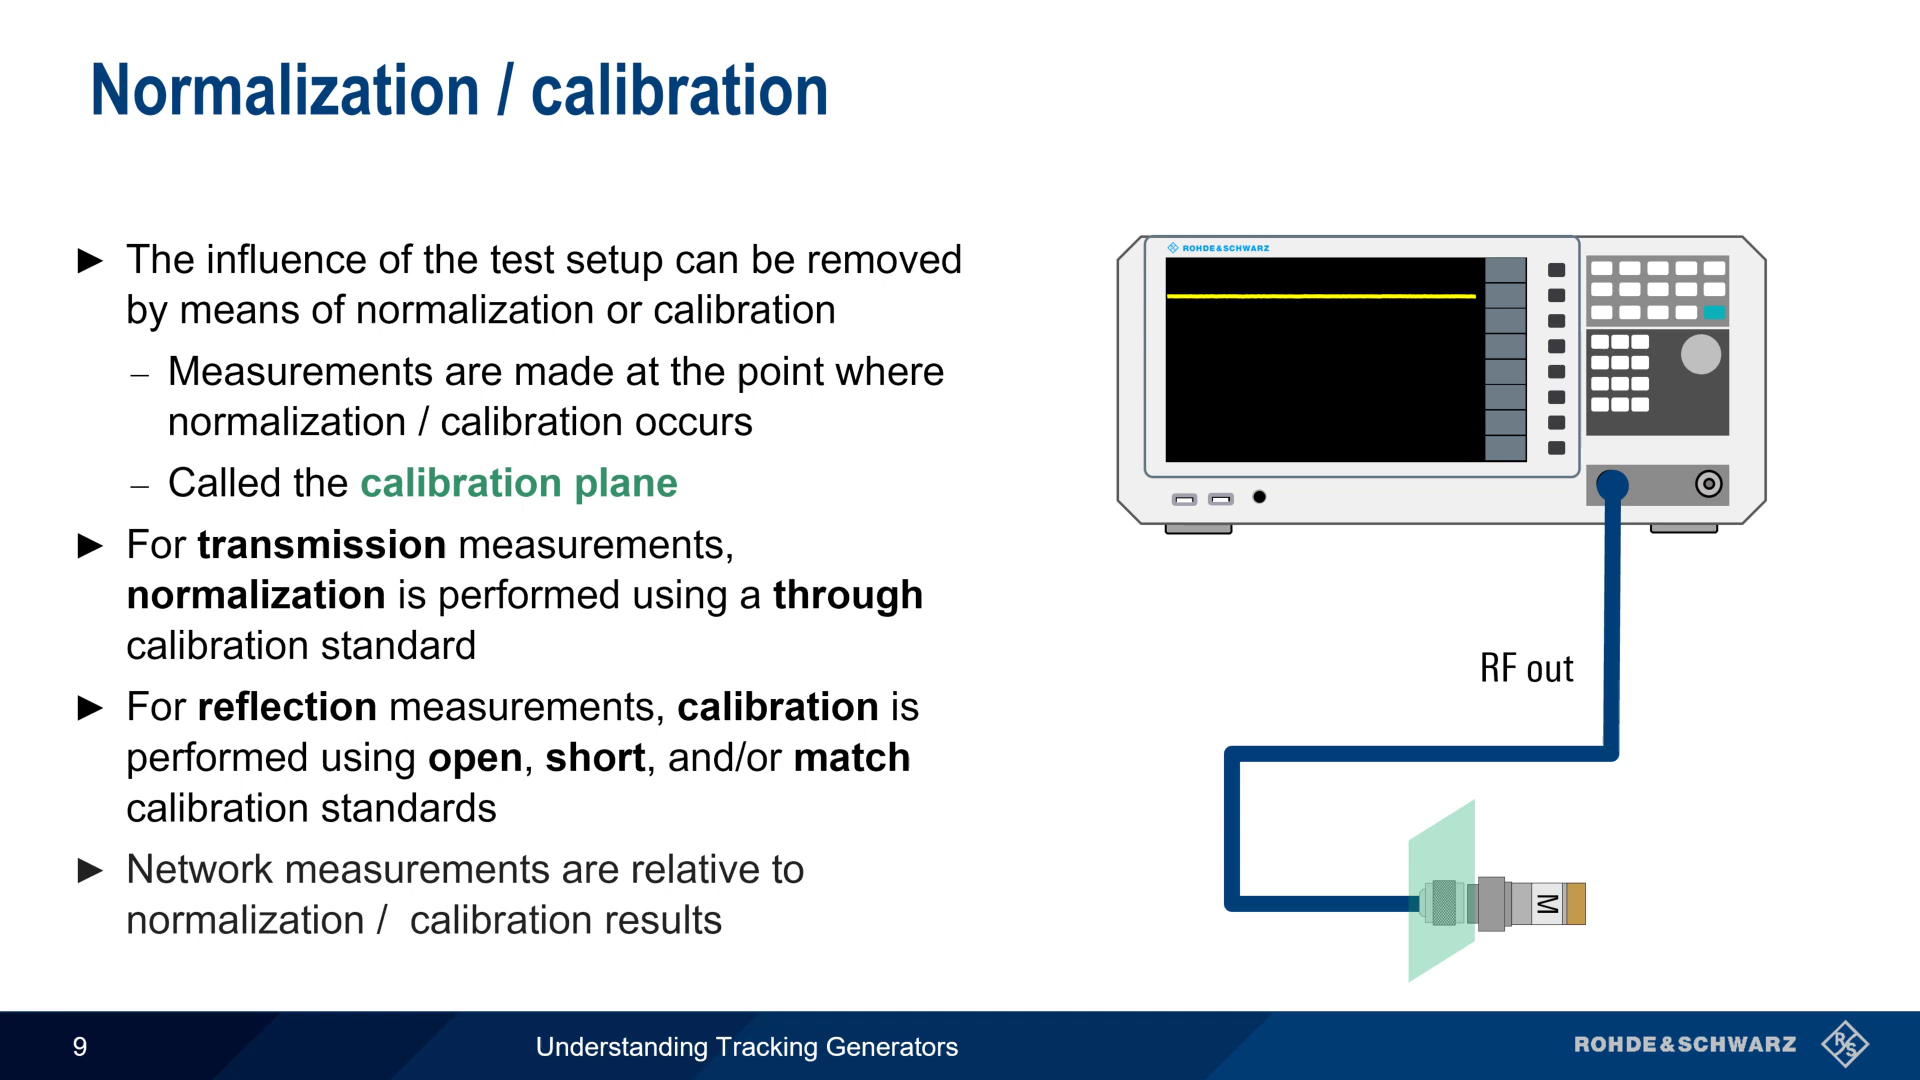 Normalization / calibration
► The influence of the test setup can be removed
by means of normalization or calibration
– Measurements are made at the point where
normalization / calibration occurs
– Called the calibration plane
► For transmission measurements,
normalization is performed using a through
calibration standard
► For reflection measurements, calibration is
performed using open, short, and/or match
calibration standards
► Network measurements are relative to
normalization /  calibration results
ROHDE&SCHWARZ
RF out
M
9
Understanding Tracking Generators
ROHDE&SCHWARZ
R&S